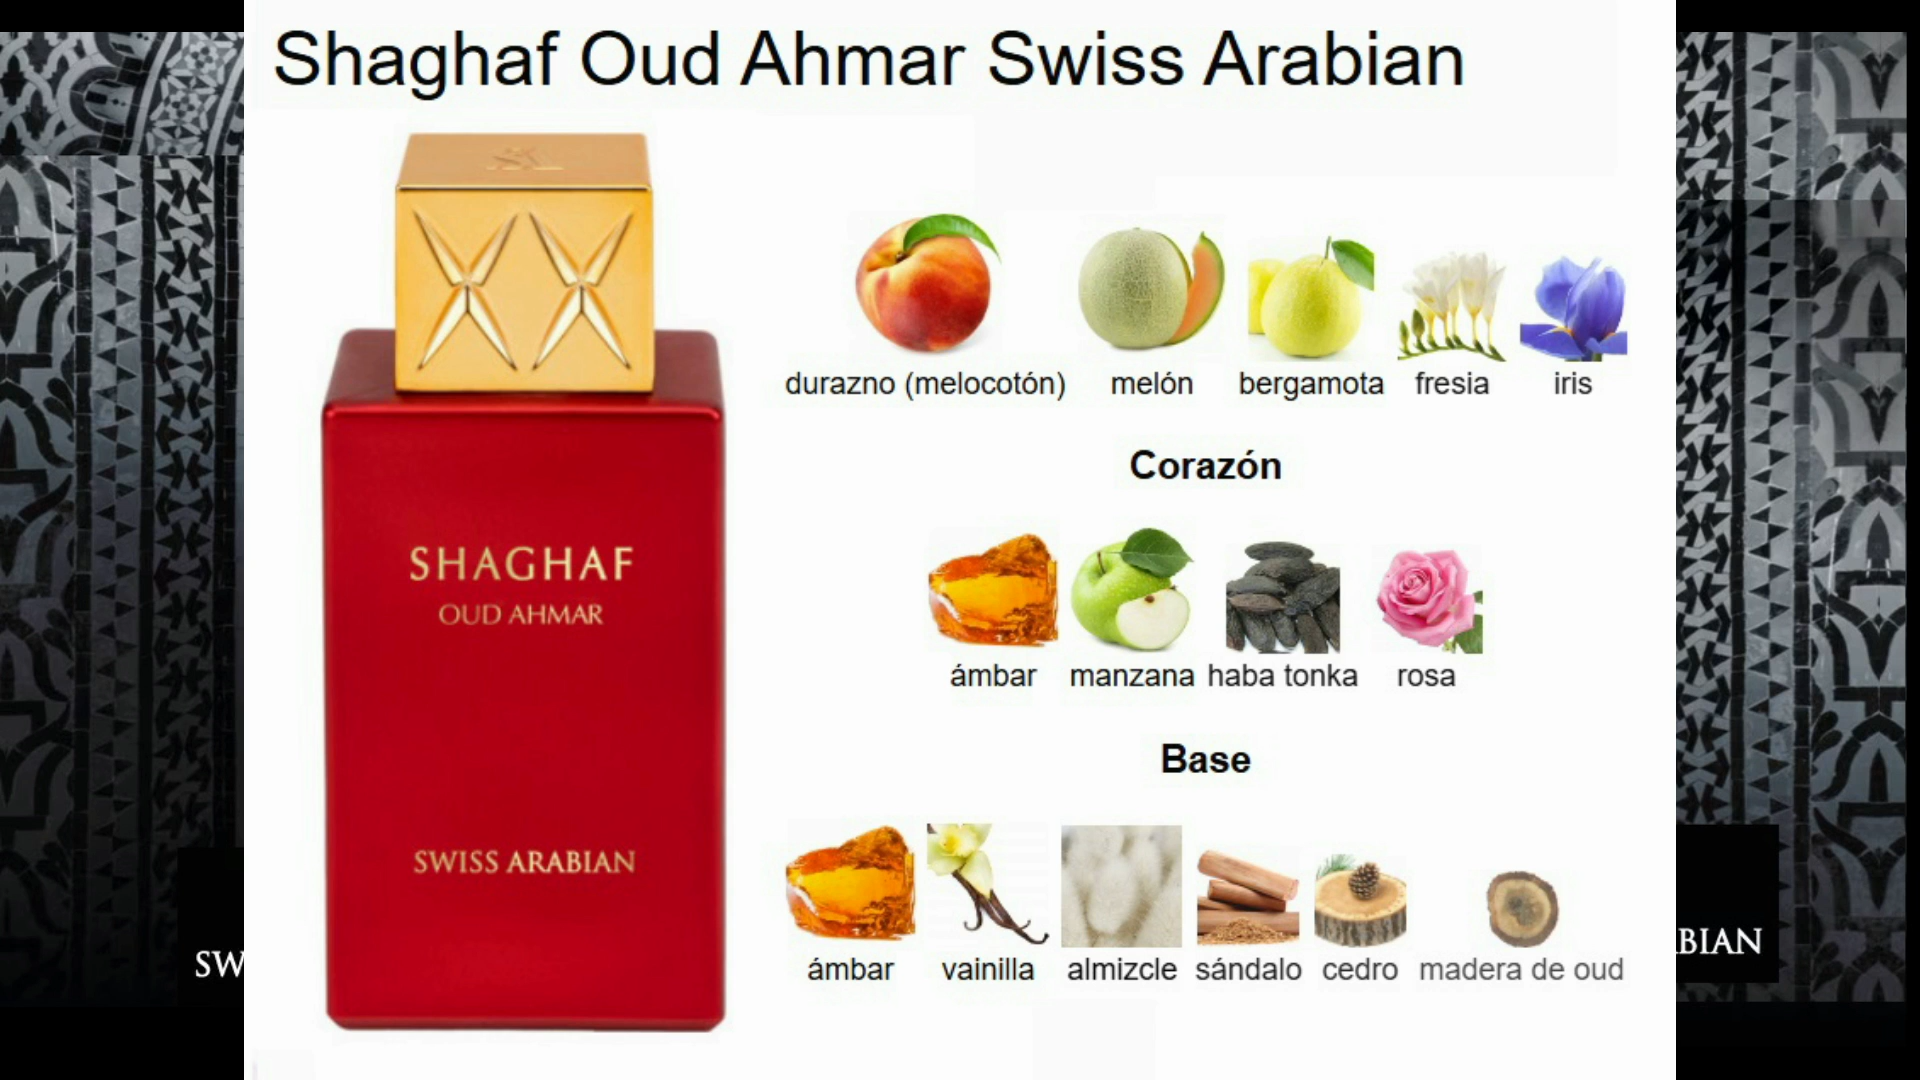 Shaghaf Oud Ahmar Swiss Arabian
durazno (melocotón) melón bergamota fresia iris
Corazón
ámbar manzana haba tonka rosa
Base
ámbar vainilla almizcle sándalo cedro madera de oud
SHAGHAF
OUD AHMAR
SWISS ARABIAN
SW
BIAN